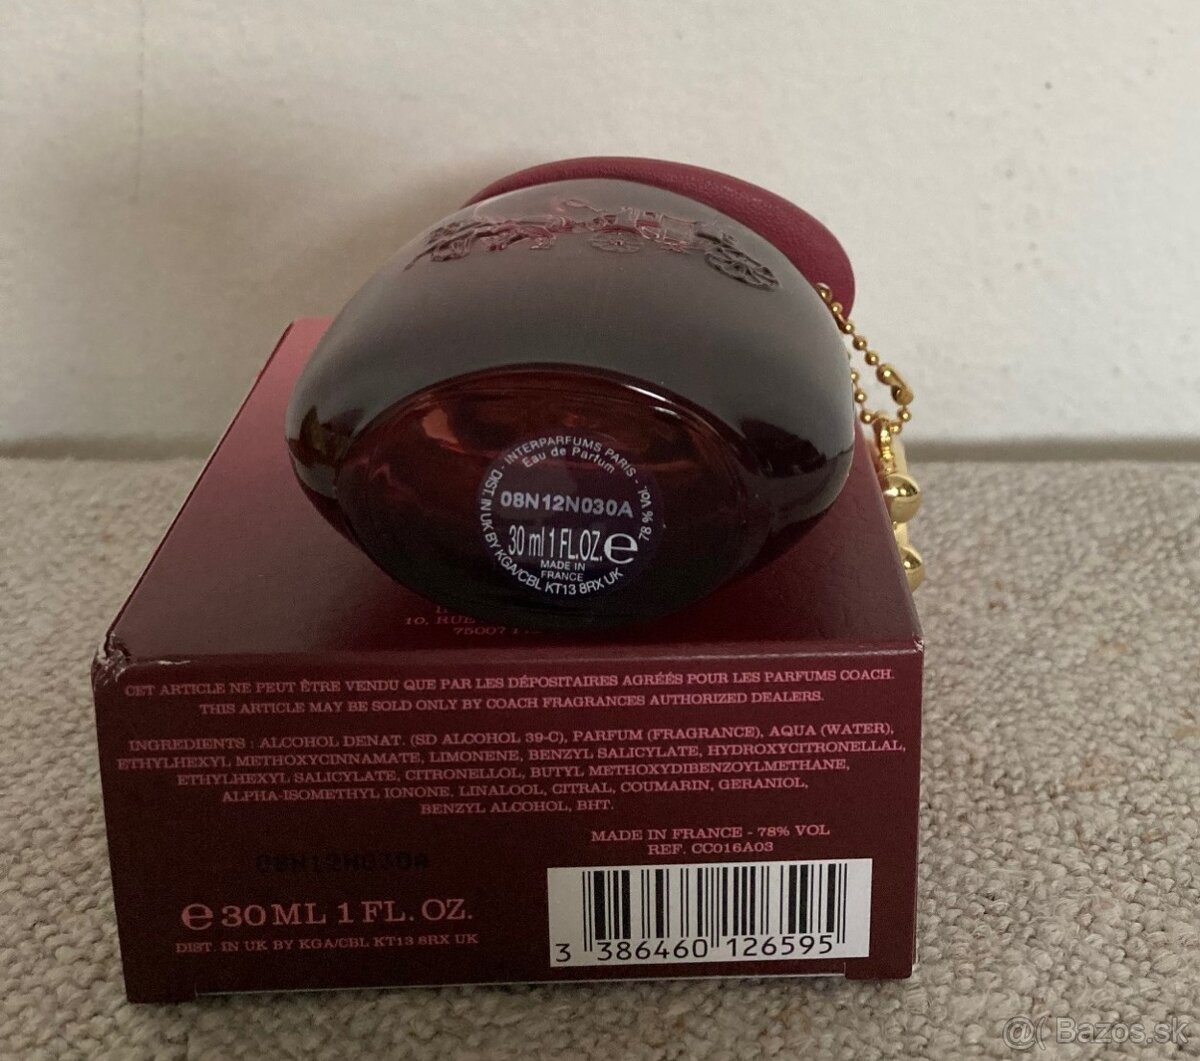 - INTERPARFUMS PARIS -
Eau de Parfum
78% Vol.
DIST. IN UK BY KGA/CBL KT13 8RX UK
08N12N030A
30 ml 1 FL.OZ. e
MADE IN
FRANCE
10, RUE
75007
CET ARTICLE NE PEUT ÊTRE VENDU QUE PAR LES DÉPOSITAIRES AGRÉÉS POUR LES PARFUMS COACH.
THIS ARTICLE MAY BE SOLD ONLY BY COACH FRAGRANCES AUTHORIZED DEALERS.
INGREDIENTS : ALCOHOL DENAT. (SD ALCOHOL 39-C), PARFUM (FRAGRANCE), AQUA (WATER),
ETHYLHEXYL METHOXYCINNAMATE, LIMONENE, BENZYL SALICYLATE, HYDROXYCITRONELLAL,
ETHYLHEXYL SALICYLATE, CITRONELLOL, BUTYL METHOXYDIBENZOYLMETHANE,
ALPHA-ISOMETHYL IONONE, LINALOOL, CITRAL, COUMARIN, GERANIOL,
BENZYL ALCOHOL, BHT.
MADE IN FRANCE - 78% VOL
REF. CC016A03
08N12N030A
e 30 ML 1 FL. OZ.
DIST. IN UK BY KGA/CBL KT13 8RX UK
3 386460 126595
@( Bazos.sk